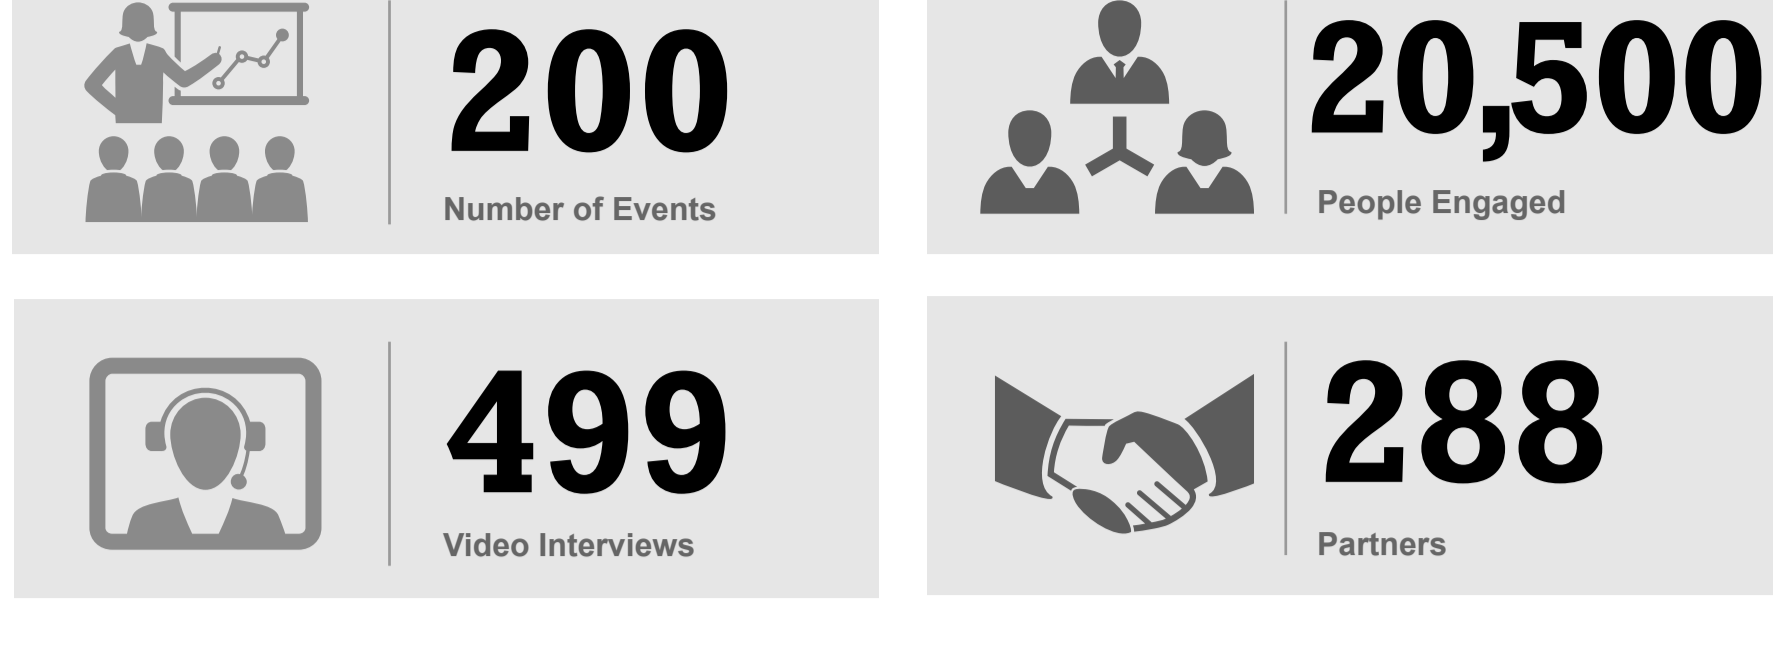 200
Number of Events
20,500
People Engaged
499
Video Interviews
288
Partners